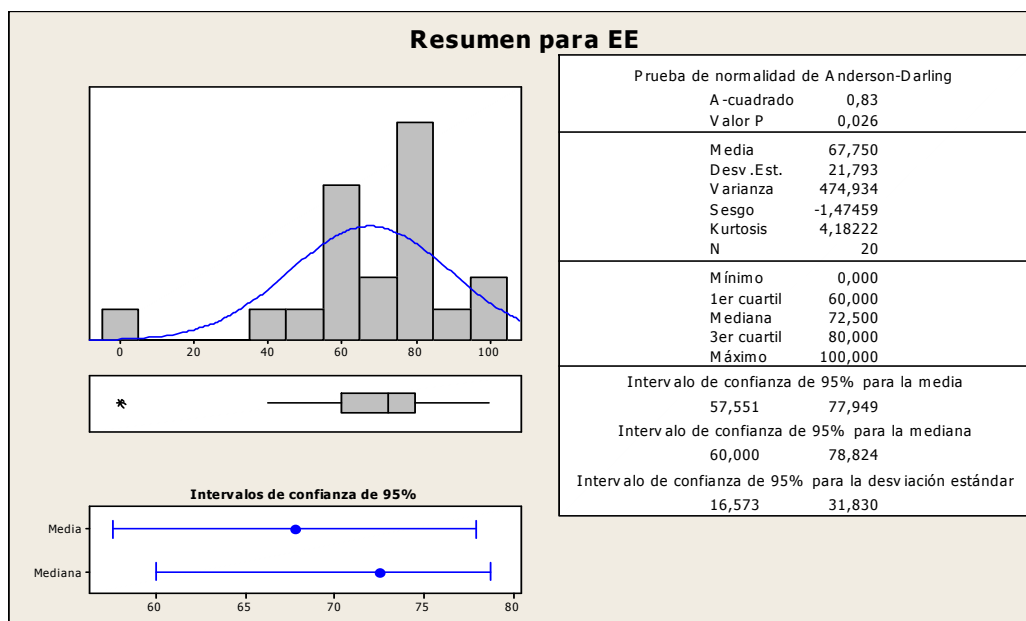 Resumen para EE
0 20 40 60 80 100
Intervalos de confianza de 95%
Media
Mediana
60 65 70 75 80
Prueba de normalidad de Anderson-Darling
A-cuadrado 0,83
Valor P 0,026
Media 67,750
Desv.Est. 21,793
Varianza 474,934
Sesgo -1,47459
Kurtosis 4,18222
N 20
Mínimo 0,000
1er cuartil 60,000
Mediana 72,500
3er cuartil 80,000
Máximo 100,000
Intervalo de confianza de 95% para la media
57,551 77,949
Intervalo de confianza de 95% para la mediana
60,000 78,824
Intervalo de confianza de 95% para la desviación estándar
16,573 31,830